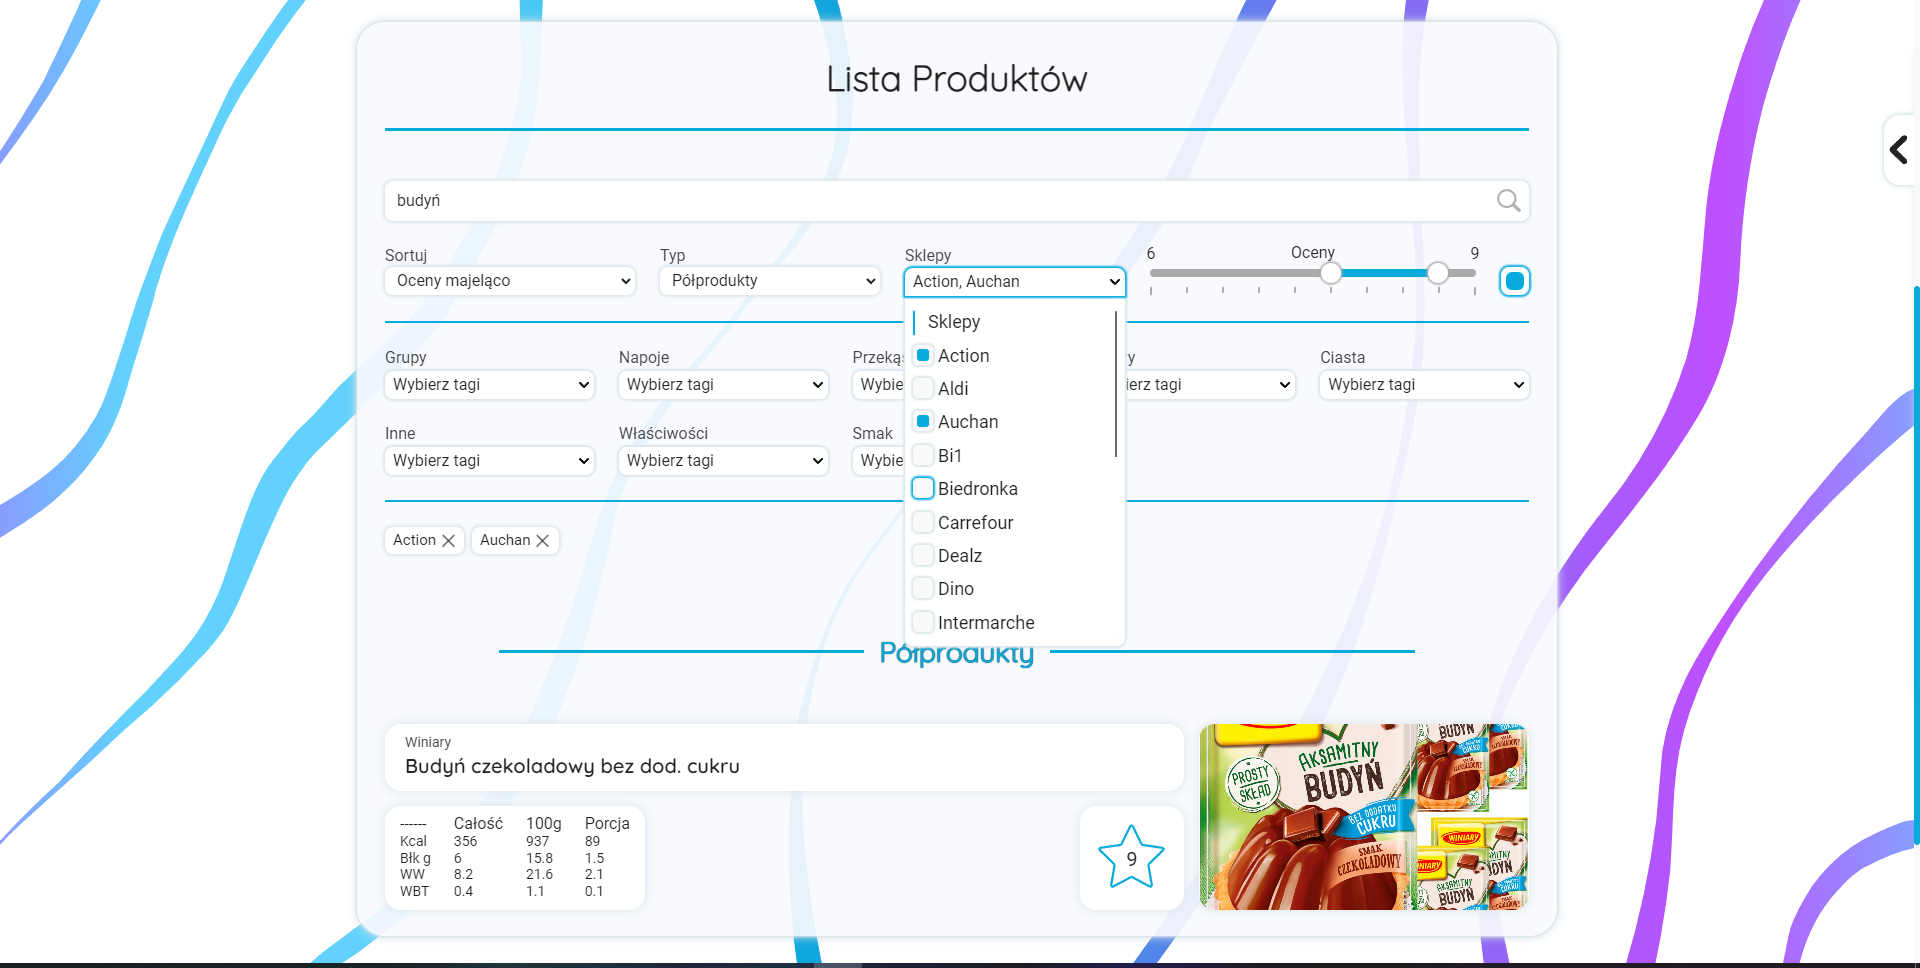 Lista Produktów
budyń
Sortuj
Oceny majeląco
Typ
Półprodukty
Sklepy
Action, Auchan
6 Oceny 9
Sklepy
Action
Aldi
Auchan
Bi1
Biedronka
Carrefour
Dealz
Dino
Intermarche
Grupy
Wybierz tagi
Napoje
Wybierz tagi
Przekąs
Wybie
y
ierz tagi
Ciasta
Wybierz tagi
Inne
Wybierz tagi
Właściwości
Wybierz tagi
Smak
Wybie
Action
Auchan
Półprodukty
Winiary
Budyń czekoladowy bez dod. cukru
------ Całość 100g Porcja
Kcal 356 937 89
Błk g 6 15.8 1.5
WW 8.2 21.6 2.1
WBT 0.4 1.1 0.1
9
AKSAMITNY
BUDYŃ
PROSTY
SKŁAD
BEZ DODATKU
CUKRU
SMAK
CZEKOLADOWY
BUDYŃ
CUKRU
WINIARY
AKSAMITNY
BUDYŃ